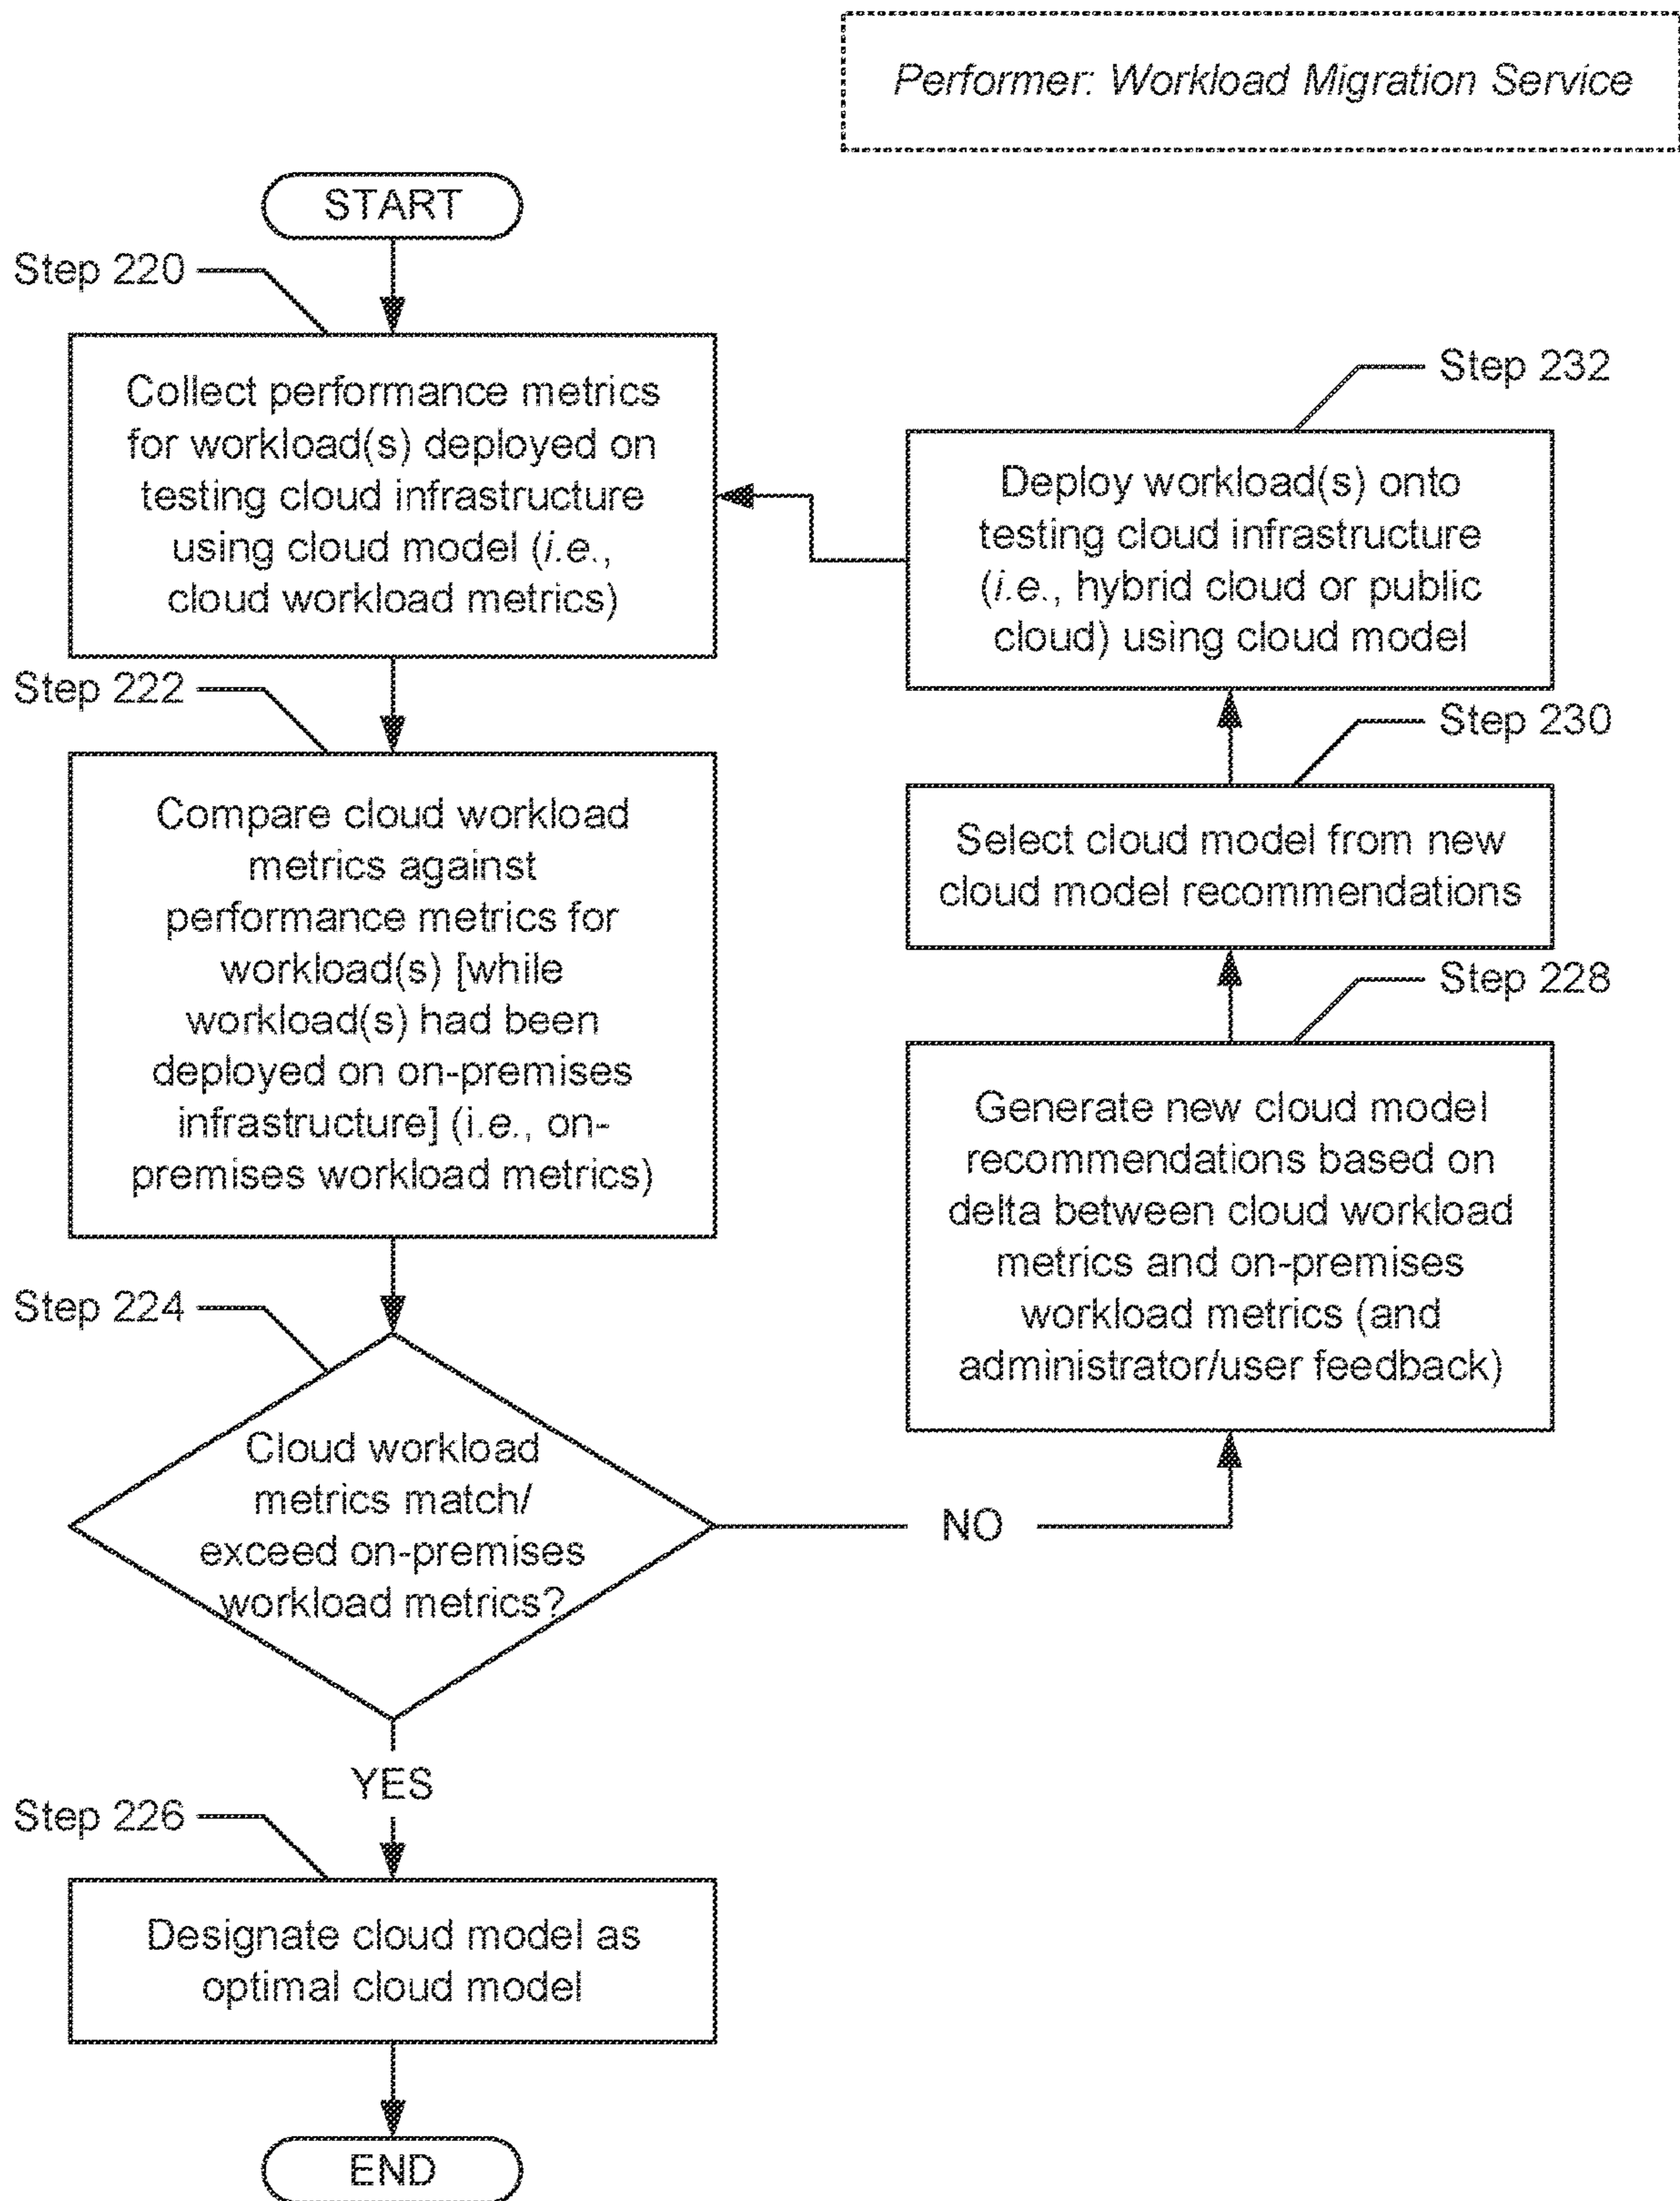 Performer: Workload Migration Service
START
Step 220
Collect performance metrics
for workload(s) deployed on
testing cloud infrastructure
using cloud model (i.e.,
cloud workload metrics)
Step 222
Compare cloud workload
metrics against
performance metrics for
workload(s) [while
workload(s) had been
deployed on on-premises
infrastructure] (i.e., on-
premises workload metrics)
Step 224
Cloud workload
metrics match/
exceed on-premises
workload metrics?
YES
Step 226
Designate cloud model as
optimal cloud model
END
NO
Step 228
Generate new cloud model
recommendations based on
delta between cloud workload
metrics and on-premises
workload metrics (and
administrator/user feedback)
Step 230
Select cloud model from new
cloud model recommendations
Step 232
Deploy workload(s) onto
testing cloud infrastructure
(i.e., hybrid cloud or public
cloud) using cloud model